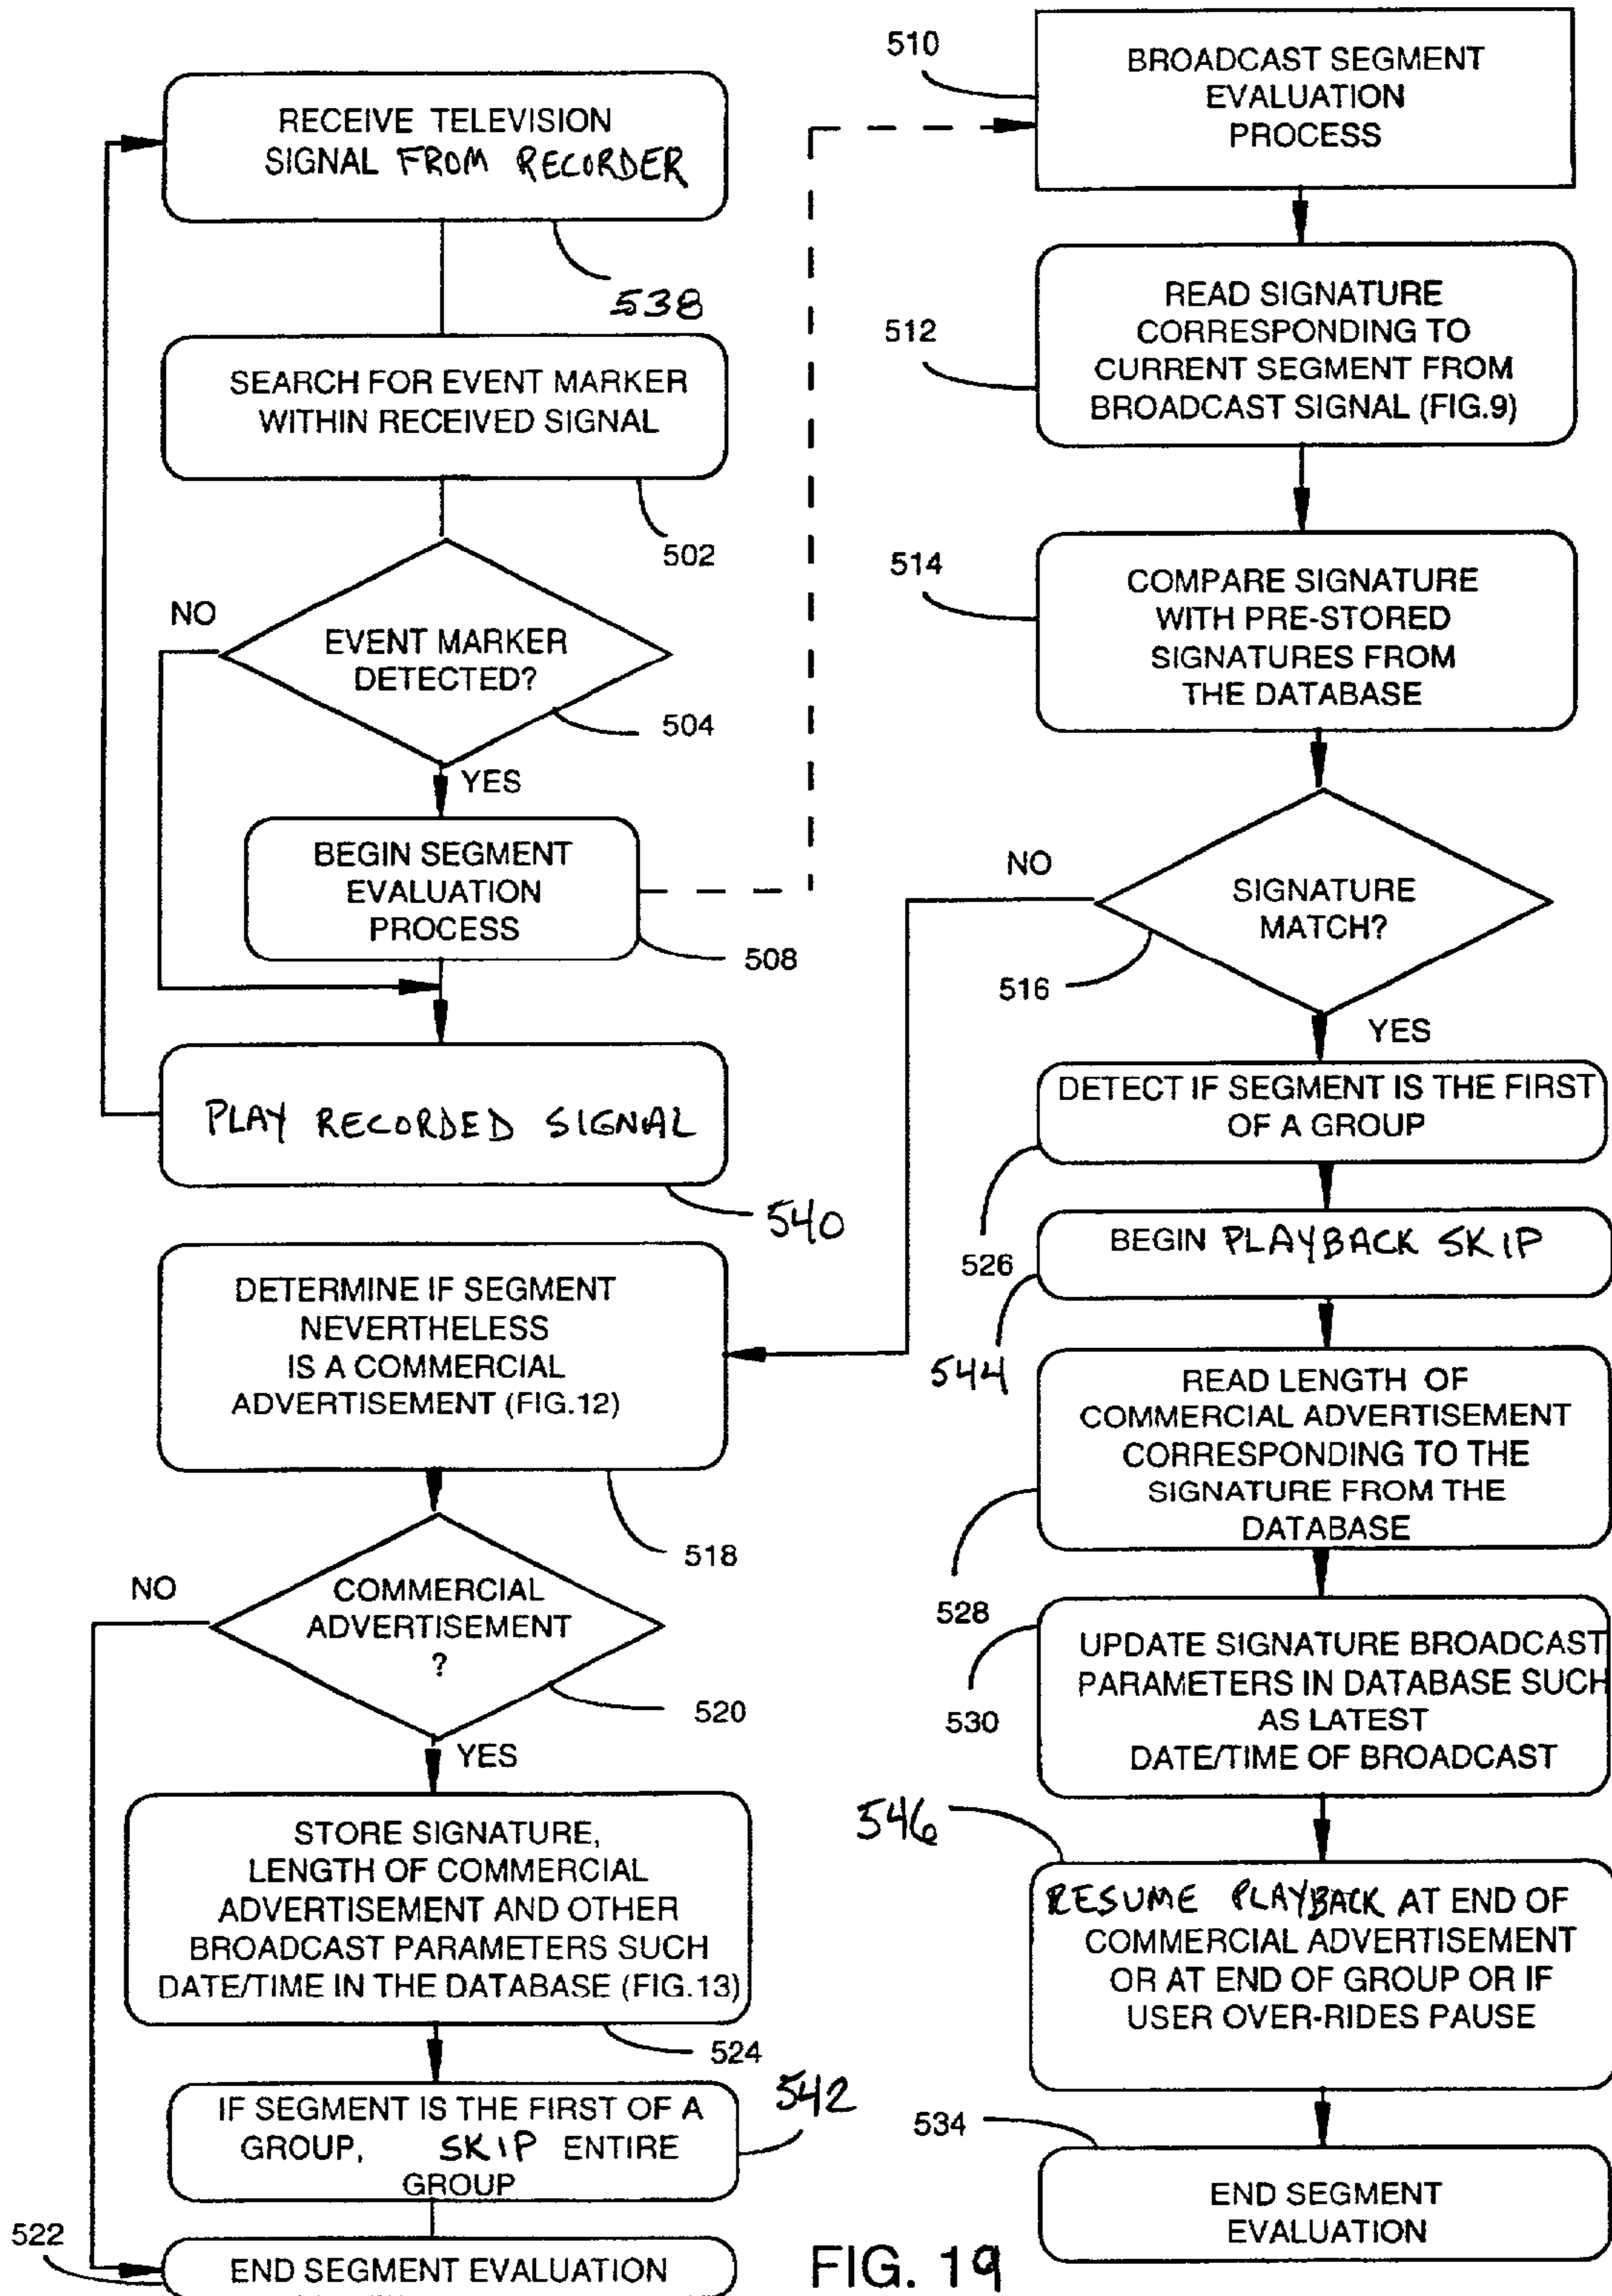 RECEIVE TELEVISION
SIGNAL FROM RECORDER
538
SEARCH FOR EVENT MARKER
WITHIN RECEIVED SIGNAL
502
NO
EVENT MARKER
DETECTED?
504
YES
BEGIN SEGMENT
EVALUATION
PROCESS
508
PLAY RECORDED SIGNAL
540
DETERMINE IF SEGMENT
NEVERTHELESS
IS A COMMERCIAL
ADVERTISEMENT (FIG.12)
518
NO
COMMERCIAL
ADVERTISEMENT
?
520
YES
STORE SIGNATURE,
LENGTH OF COMMERCIAL
ADVERTISEMENT AND OTHER
BROADCAST PARAMETERS SUCH
DATE/TIME IN THE DATABASE (FIG.13)
524
IF SEGMENT IS THE FIRST OF A
GROUP, SKIP ENTIRE
GROUP
542
522
END SEGMENT EVALUATION
510
BROADCAST SEGMENT
EVALUATION
PROCESS
512
READ SIGNATURE
CORRESPONDING TO
CURRENT SEGMENT FROM
BROADCAST SIGNAL (FIG.9)
514
COMPARE SIGNATURE
WITH PRE-STORED
SIGNATURES FROM
THE DATABASE
NO
SIGNATURE
MATCH?
516
YES
DETECT IF SEGMENT IS THE FIRST
OF A GROUP
526
BEGIN PLAYBACK SKIP
544
READ LENGTH OF
COMMERCIAL ADVERTISEMENT
CORRESPONDING TO THE
SIGNATURE FROM THE
DATABASE
528
UPDATE SIGNATURE BROADCAST
PARAMETERS IN DATABASE SUCH
AS LATEST
DATE/TIME OF BROADCAST
530
546
RESUME PLAYBACK AT END OF
COMMERCIAL ADVERTISEMENT
OR AT END OF GROUP OR IF
USER OVER-RIDES PAUSE
534
END SEGMENT
EVALUATION
FIG. 19